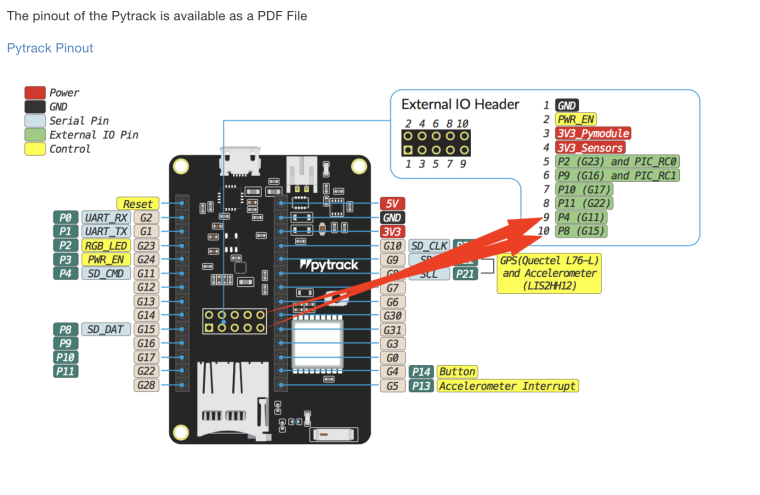 The pinout of the Pytrack is available as a PDF File
Pytrack Pinout
Power
GND
Serial Pin
External IO Pin
Control
External IO Header
2 4 6 8 10
1 3 5 7 9
1 GND
2 PWR_EN
3 3V3_Pymodule
4 3V3_Sensors
5 P2 (G23) and PIC_RC0
6 P9 (G16) and PIC_RC1
7 P10 (G17)
8 P11 (G22)
9 P4 (G11)
10 P8 (G15)
Reset
P0 UART_RX G2
P1 UART_TX G1
P2 RGB_LED G23
P3 PWR_EN G24
P4 SD_CMD G11
G12
G13
G14
P8 SD_DAT G15
P9 G16
P10 G17
P11 G22
G28
pytrack
5V
GND
3V3
G10 SD_CLK
G9
SCL P21
G7
G6
G30
G31
G3
G0
G4 P14 Button
G5 P13 Accelerometer Interrupt
GPS(Quectel L76-L)
and Accelerometer
(LIS2HH12)